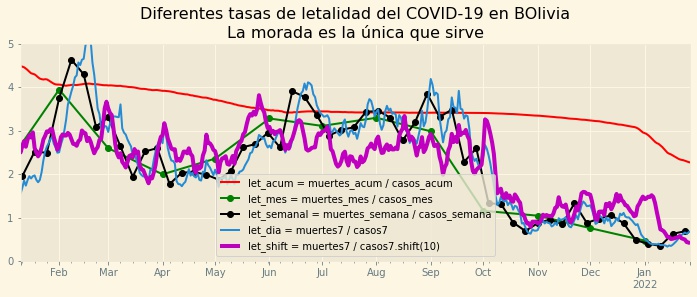 Diferentes tasas de letalidad del COVID-19 en BOlivia
La morada es la única que sirve
5
4
3
2
1
0
let_acum = muertes_acum / casos_acum
let_mes = muertes_mes / casos_mes
let_semanal = muertes_semana / casos_semana
let_dia = muertes7 / casos7
let_shift = muertes7 / casos7.shift(10)
Feb Mar Apr May Jun Jul Aug Sep Oct Nov Dec Jan
2022